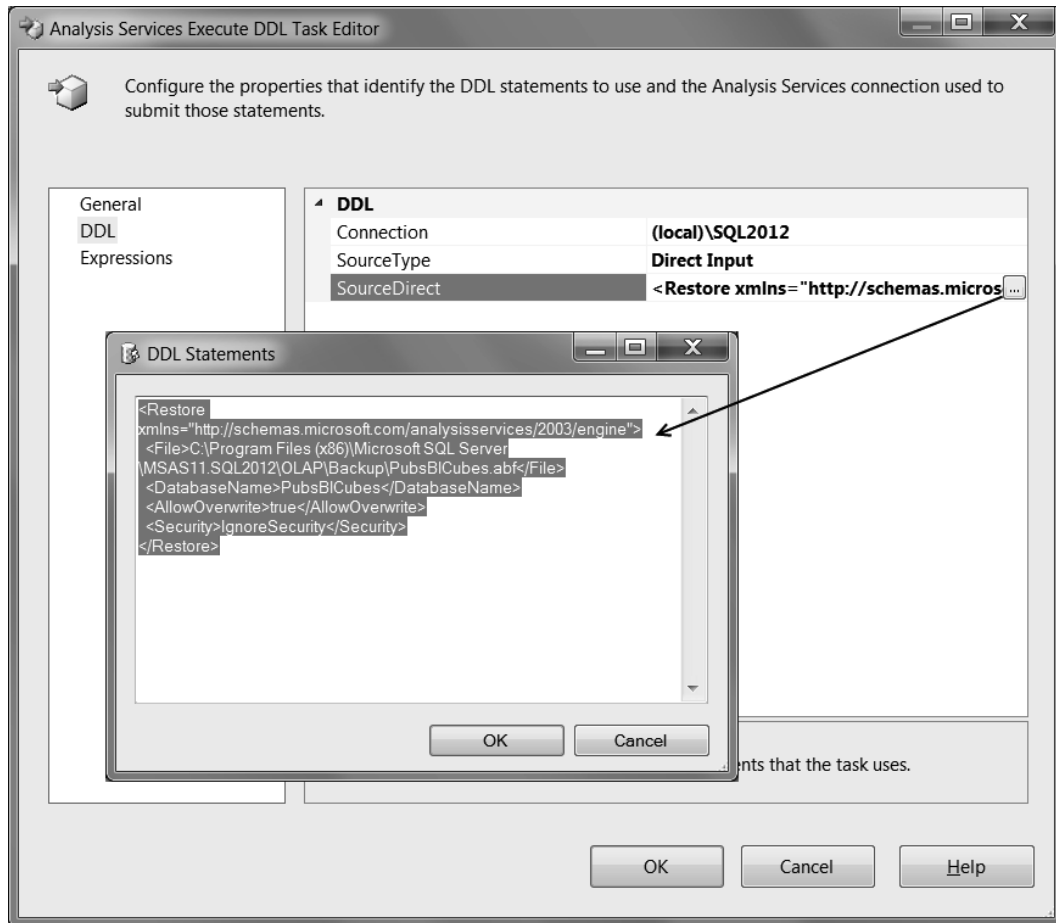 Analysis Services Execute DDL Task Editor
Configure the properties that identify the DDL statements to use and the Analysis Services connection used to
submit those statements.
General
DDL
Expressions
DDL
Connection (local)\SQL2012
SourceType Direct Input
SourceDirect <Restore xmlns="http://schemas.micros ...
DDL Statements
<Restore
xmlns="http://schemas.microsoft.com/analysisservices/2003/engine">
<File>C:\Program Files (x86)\Microsoft SQL Server
\MSAS11.SQL2012\OLAP\Backup\PubsBICubes.abf</File>
<DatabaseName>PubsBICubes</DatabaseName>
<AllowOverwrite>true</AllowOverwrite>
<Security>IgnoreSecurity</Security>
</Restore>
OK Cancel
ents that the task uses.
OK Cancel Help